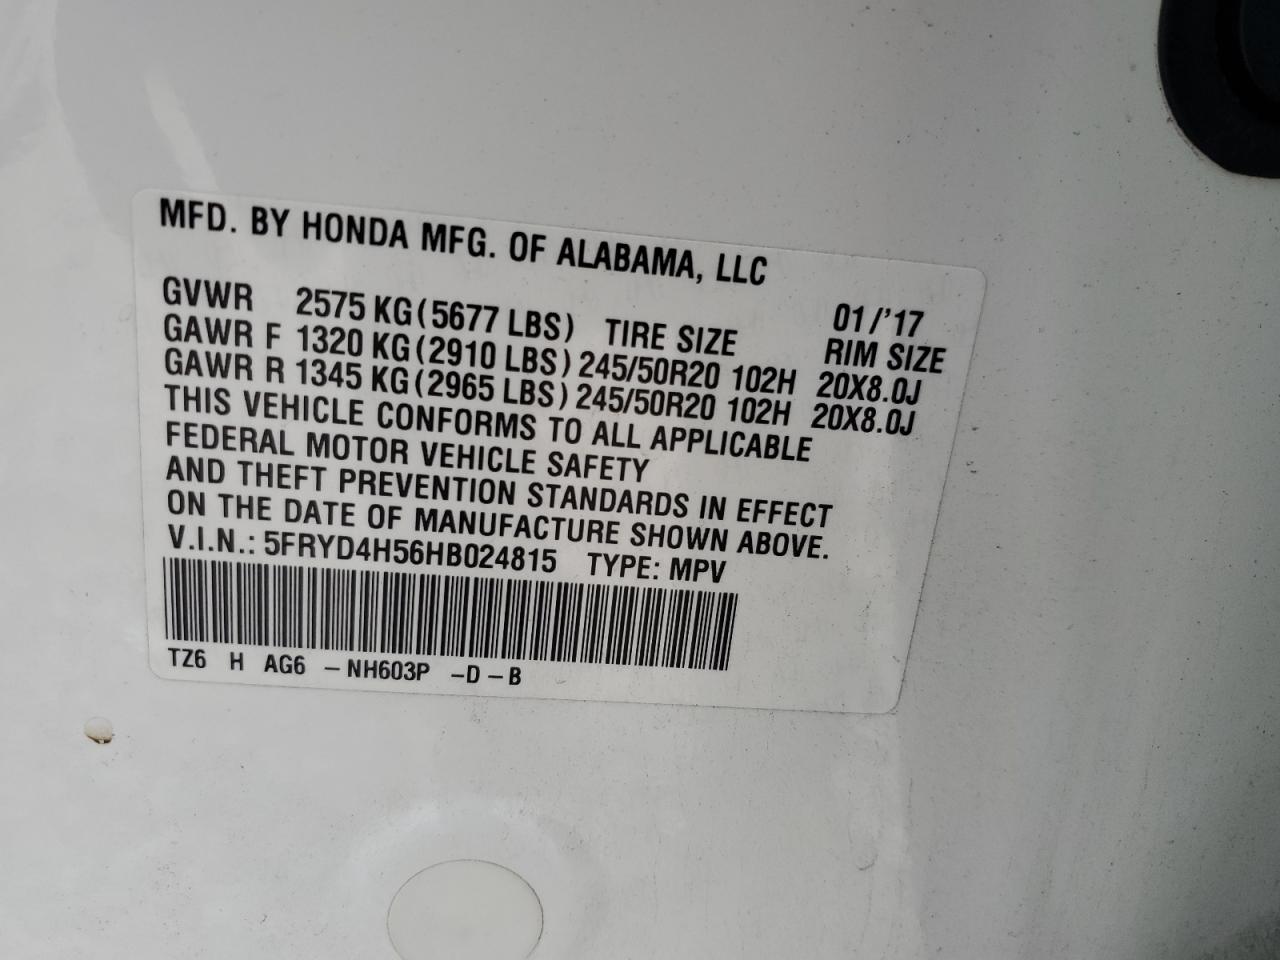 MFD. BY HONDA MFG. OF ALABAMA, LLC
01/'17
GVWR 2575 KG(5677 LBS) TIRE SIZE RIM SIZE
GAWR F 1320 KG(2910 LBS) 245/50R20 102H 20X8.0J
GAWR R 1345 KG(2965 LBS) 245/50R20 102H 20X8.0J
THIS VEHICLE CONFORMS TO ALL APPLICABLE
FEDERAL MOTOR VEHICLE SAFETY
AND THEFT PREVENTION STANDARDS IN EFFECT
ON THE DATE OF MANUFACTURE SHOWN ABOVE.
V.I.N.: 5FRYD4H56HB024815 TYPE: MPV
TZ6 H AG6 -NH603P -D-B